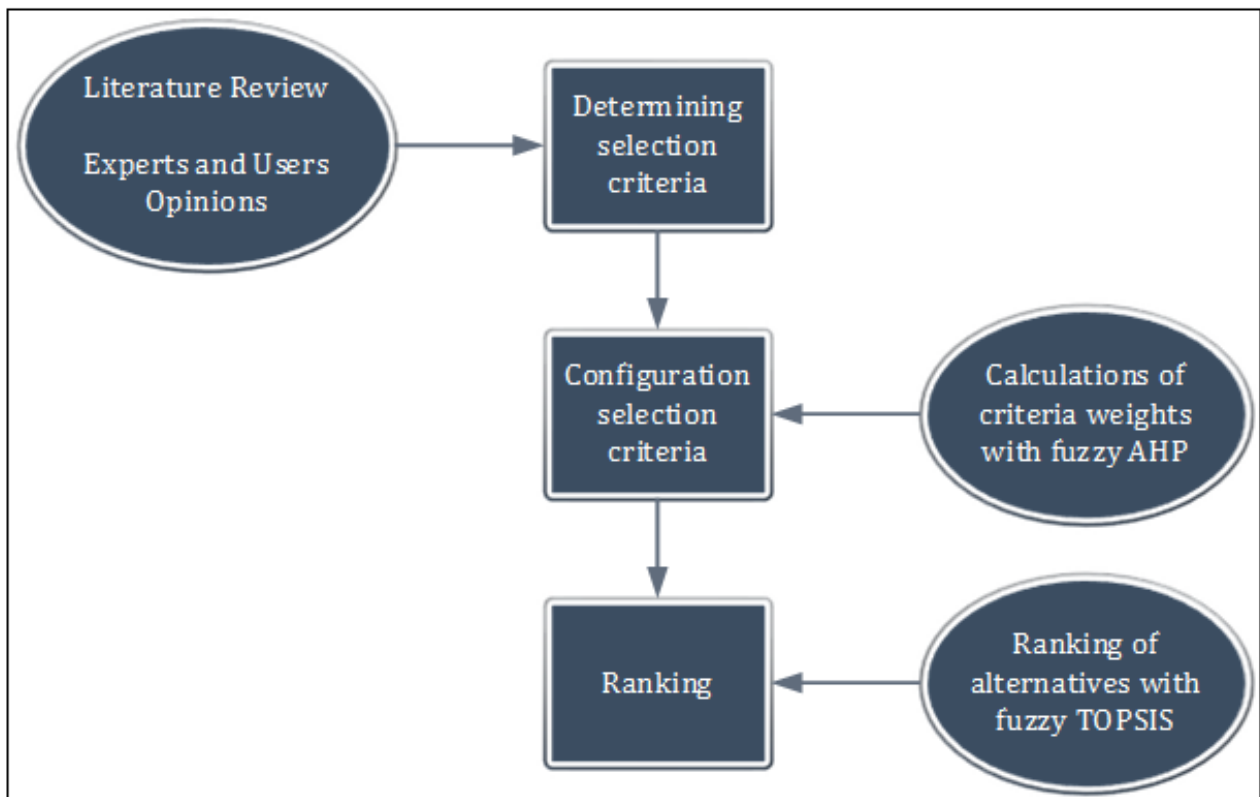 Literature Review
Experts and Users
Opinions
Determining
selection
criteria
Configuration
selection
criteria
Calculations of
criteria weights
with fuzzy AHP
Ranking
Ranking of
alternatives with
fuzzy TOPSIS